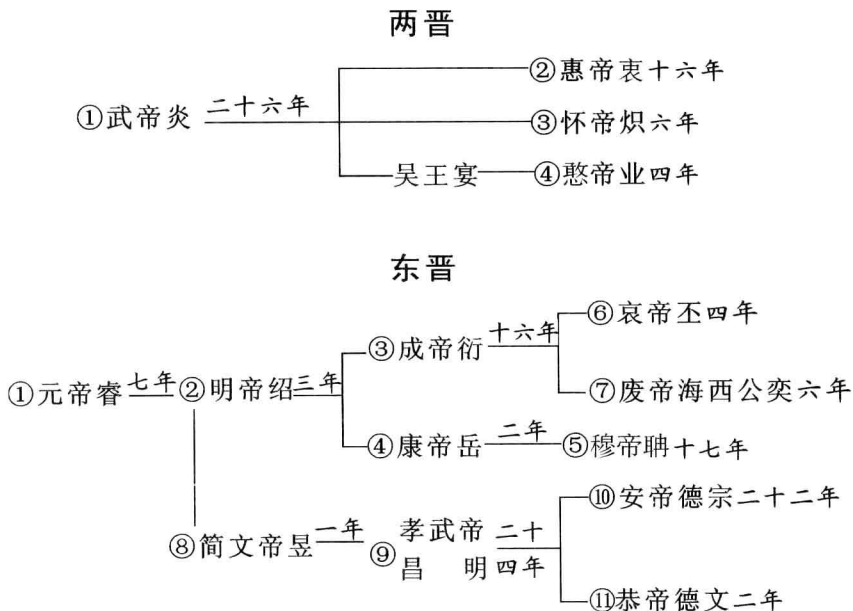 两晋
②惠帝衷十六年
①武帝炎 二十六年
③怀帝炽六年
吴王宴 ④愍帝业四年
东晋
⑥哀帝丕四年
③成帝衍 十六年
①元帝睿 七年 ②明帝绍 三年
⑦废帝海西公奕六年
④康帝岳 二年 ⑤穆帝聃十七年
⑩安帝德宗二十二年
⑧简文帝昱 一年 ⑨ 孝武帝 二十
昌 明 四年
⑪恭帝德文二年